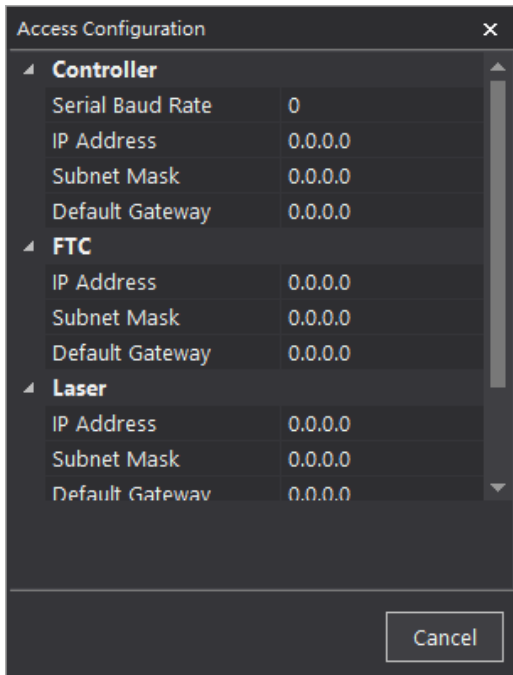 Access Configuration
Controller
Serial Baud Rate 0
IP Address 0.0.0.0
Subnet Mask 0.0.0.0
Default Gateway 0.0.0.0
FTC
IP Address 0.0.0.0
Subnet Mask 0.0.0.0
Default Gateway 0.0.0.0
Laser
IP Address 0.0.0.0
Subnet Mask 0.0.0.0
Default Gateway 0.0.0.0
Cancel